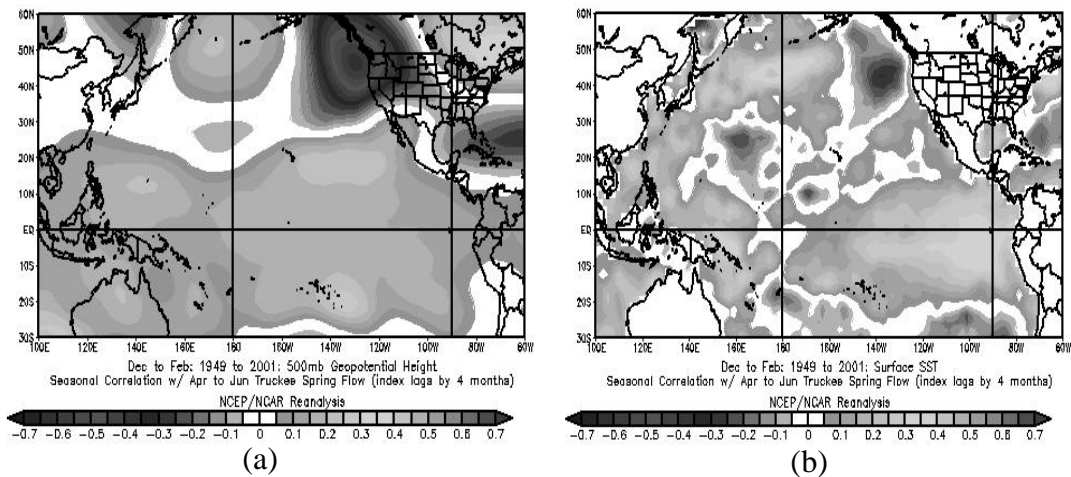 60N
50N
40N
30N
20N
10N
EQ
10S
20S
30S
100E 120E 140E 160E 180 160W 140W 120W 100W 80W 60W
Dec to Feb: 1949 to 2001: 500mb Geopotential Height
Seasonal Correlation w/ Apr to Jun Truckee Spring Flow (index lags by 4 months)
NCEP/NCAR Reanalysis
-0.7 -0.6 -0.5 -0.4 -0.3 -0.2 -0.1 0 0.1 0.2 0.3 0.4 0.5 0.6 0.7
(a)
60N
50N
40N
30N
20N
10N
EQ
10S
20S
30S
100E 120E 140E 160E 180 160W 140W 120W 100W 80W 60W
Dec to Feb: 1949 to 2001: Surface SST
Seasonal Correlation w/ Apr to Jun Truckee Spring Flow (index lags by 4 months)
NCEP/NCAR Reanalysis
-0.7 -0.6 -0.5 -0.4 -0.3 -0.2 -0.1 0 0.1 0.2 0.3 0.4 0.5 0.6 0.7
(b)